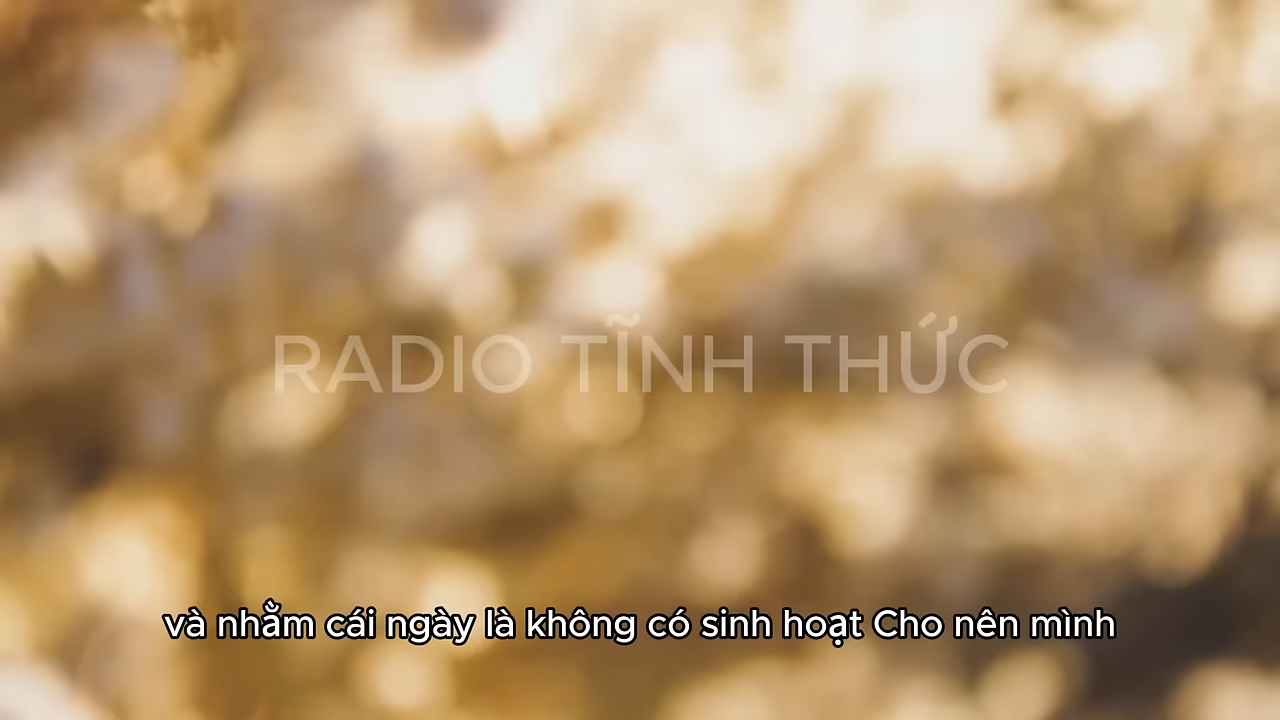 RADIO TĨNH THỨC
và nhằm cái ngày là không có sinh hoạt Cho nên mình